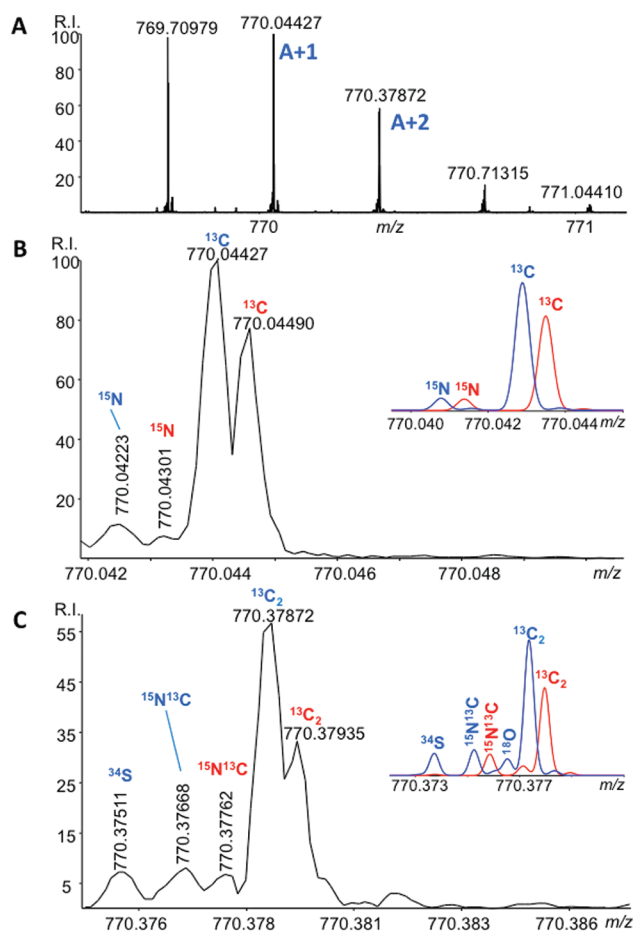 A
R.I.
100
80
60
40
20
769.70979
770.04427
A+1
770.37872
A+2
770.71315
771.04410
770
m/z
771
B
R.I.
100
80
60
40
20
¹³C
770.04427
¹³C
770.04490
¹⁵N
770.04223
¹⁵N
770.04301
770.042
770.044
770.046
770.048
m/z
¹³C
¹³C
¹⁵N
¹⁵N
770.040
770.042
770.044
m/z
C
R.I.
55
45
35
25
15
5
¹³C₂
770.37872
¹³C₂
770.37935
¹⁵N¹³C
770.37668
¹⁵N¹³C
770.37762
³⁴S
770.37511
770.376
770.378
770.381
770.383
770.386
m/z
¹³C₂
¹³C₂
³⁴S
¹⁵N¹³C
¹⁵N¹³C
¹⁸O
770.373
770.377
m/z